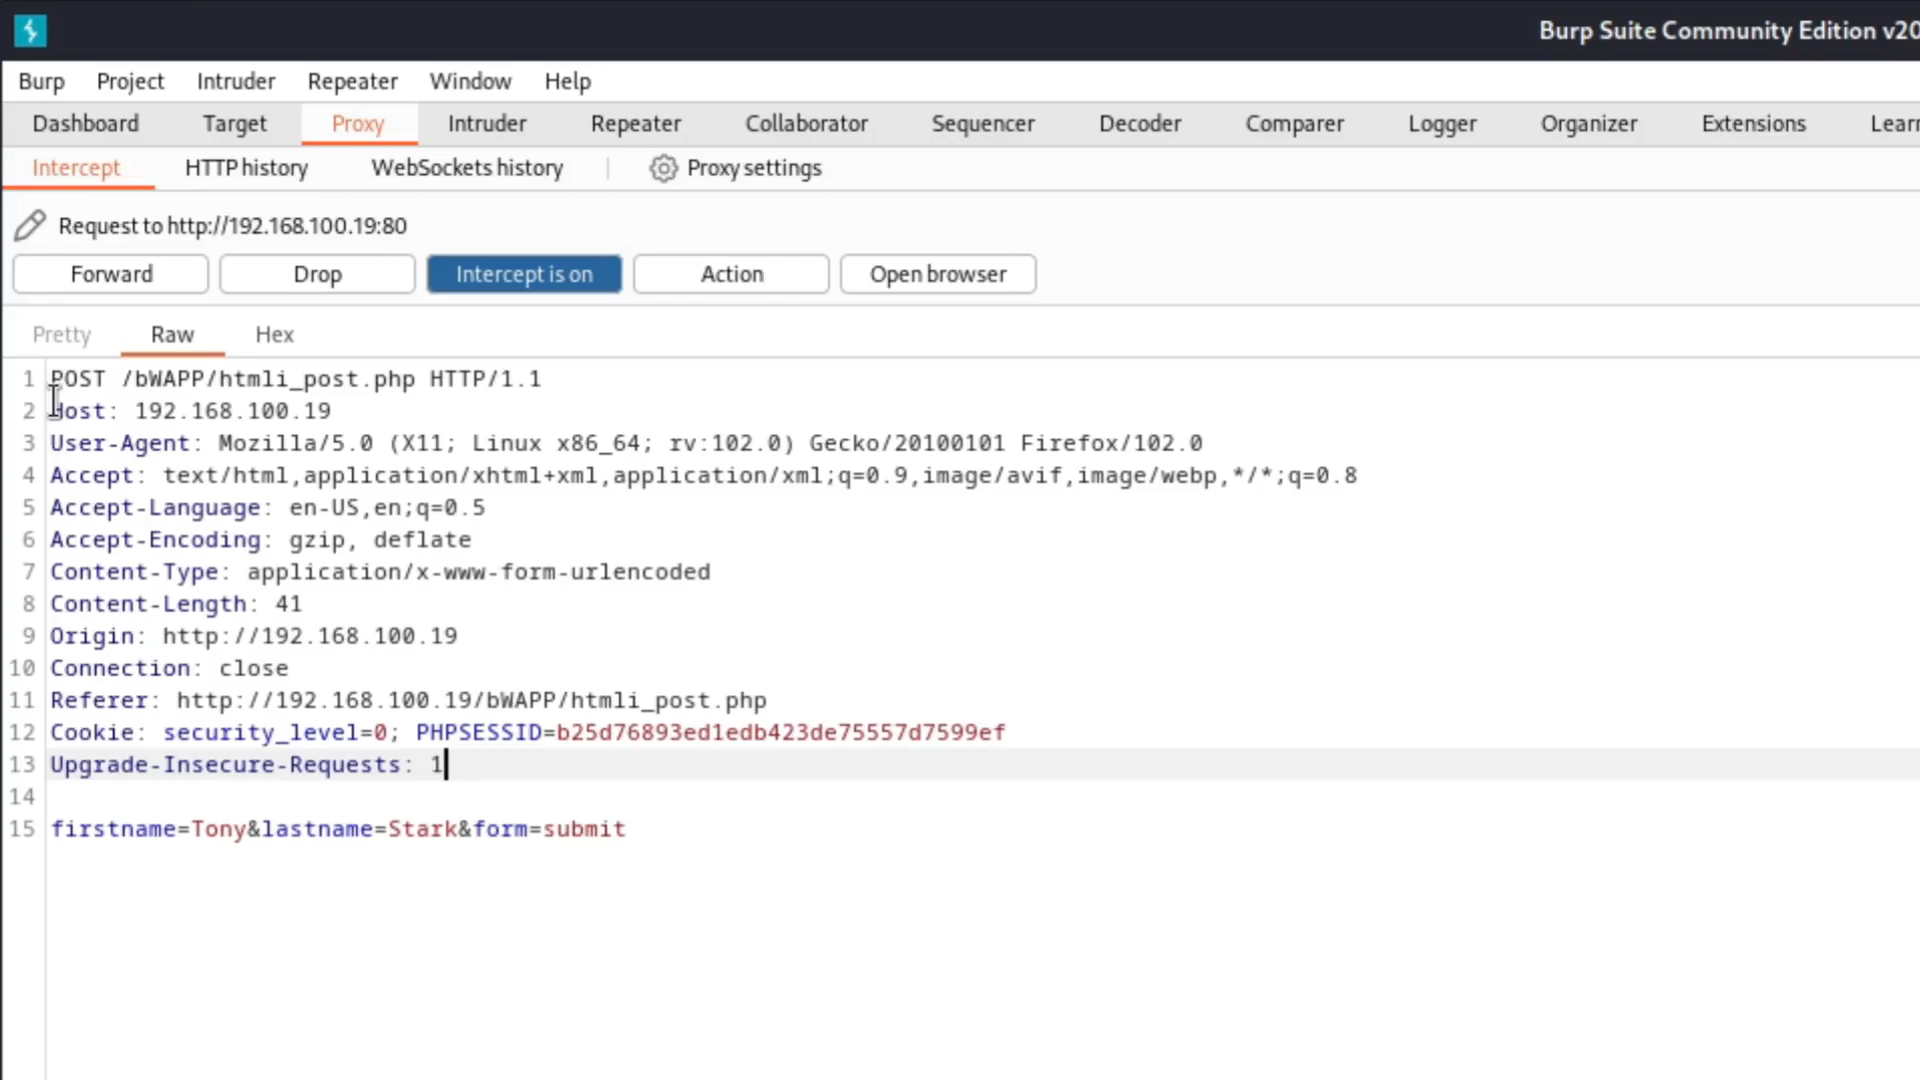 Burp Suite Community Edition v20
Burp Project Intruder Repeater Window Help
Dashboard Target Proxy Intruder Repeater Collaborator Sequencer Decoder Comparer Logger Organizer Extensions Learn
Intercept HTTP history WebSockets history Proxy settings
Request to http://192.168.100.19:80
Forward Drop Intercept is on Action Open browser
Pretty Raw Hex
1 POST /bWAPP/htmli_post.php HTTP/1.1
2 Host: 192.168.100.19
3 User-Agent: Mozilla/5.0 (X11; Linux x86_64; rv:102.0) Gecko/20100101 Firefox/102.0
4 Accept: text/html,application/xhtml+xml,application/xml;q=0.9,image/avif,image/webp,*/*;q=0.8
5 Accept-Language: en-US,en;q=0.5
6 Accept-Encoding: gzip, deflate
7 Content-Type: application/x-www-form-urlencoded
8 Content-Length: 41
9 Origin: http://192.168.100.19
10 Connection: close
11 Referer: http://192.168.100.19/bWAPP/htmli_post.php
12 Cookie: security_level=0; PHPSESSID=b25d76893ed1edb423de75557d7599ef
13 Upgrade-Insecure-Requests: 1
14
15 firstname=Tony&lastname=Stark&form=submit